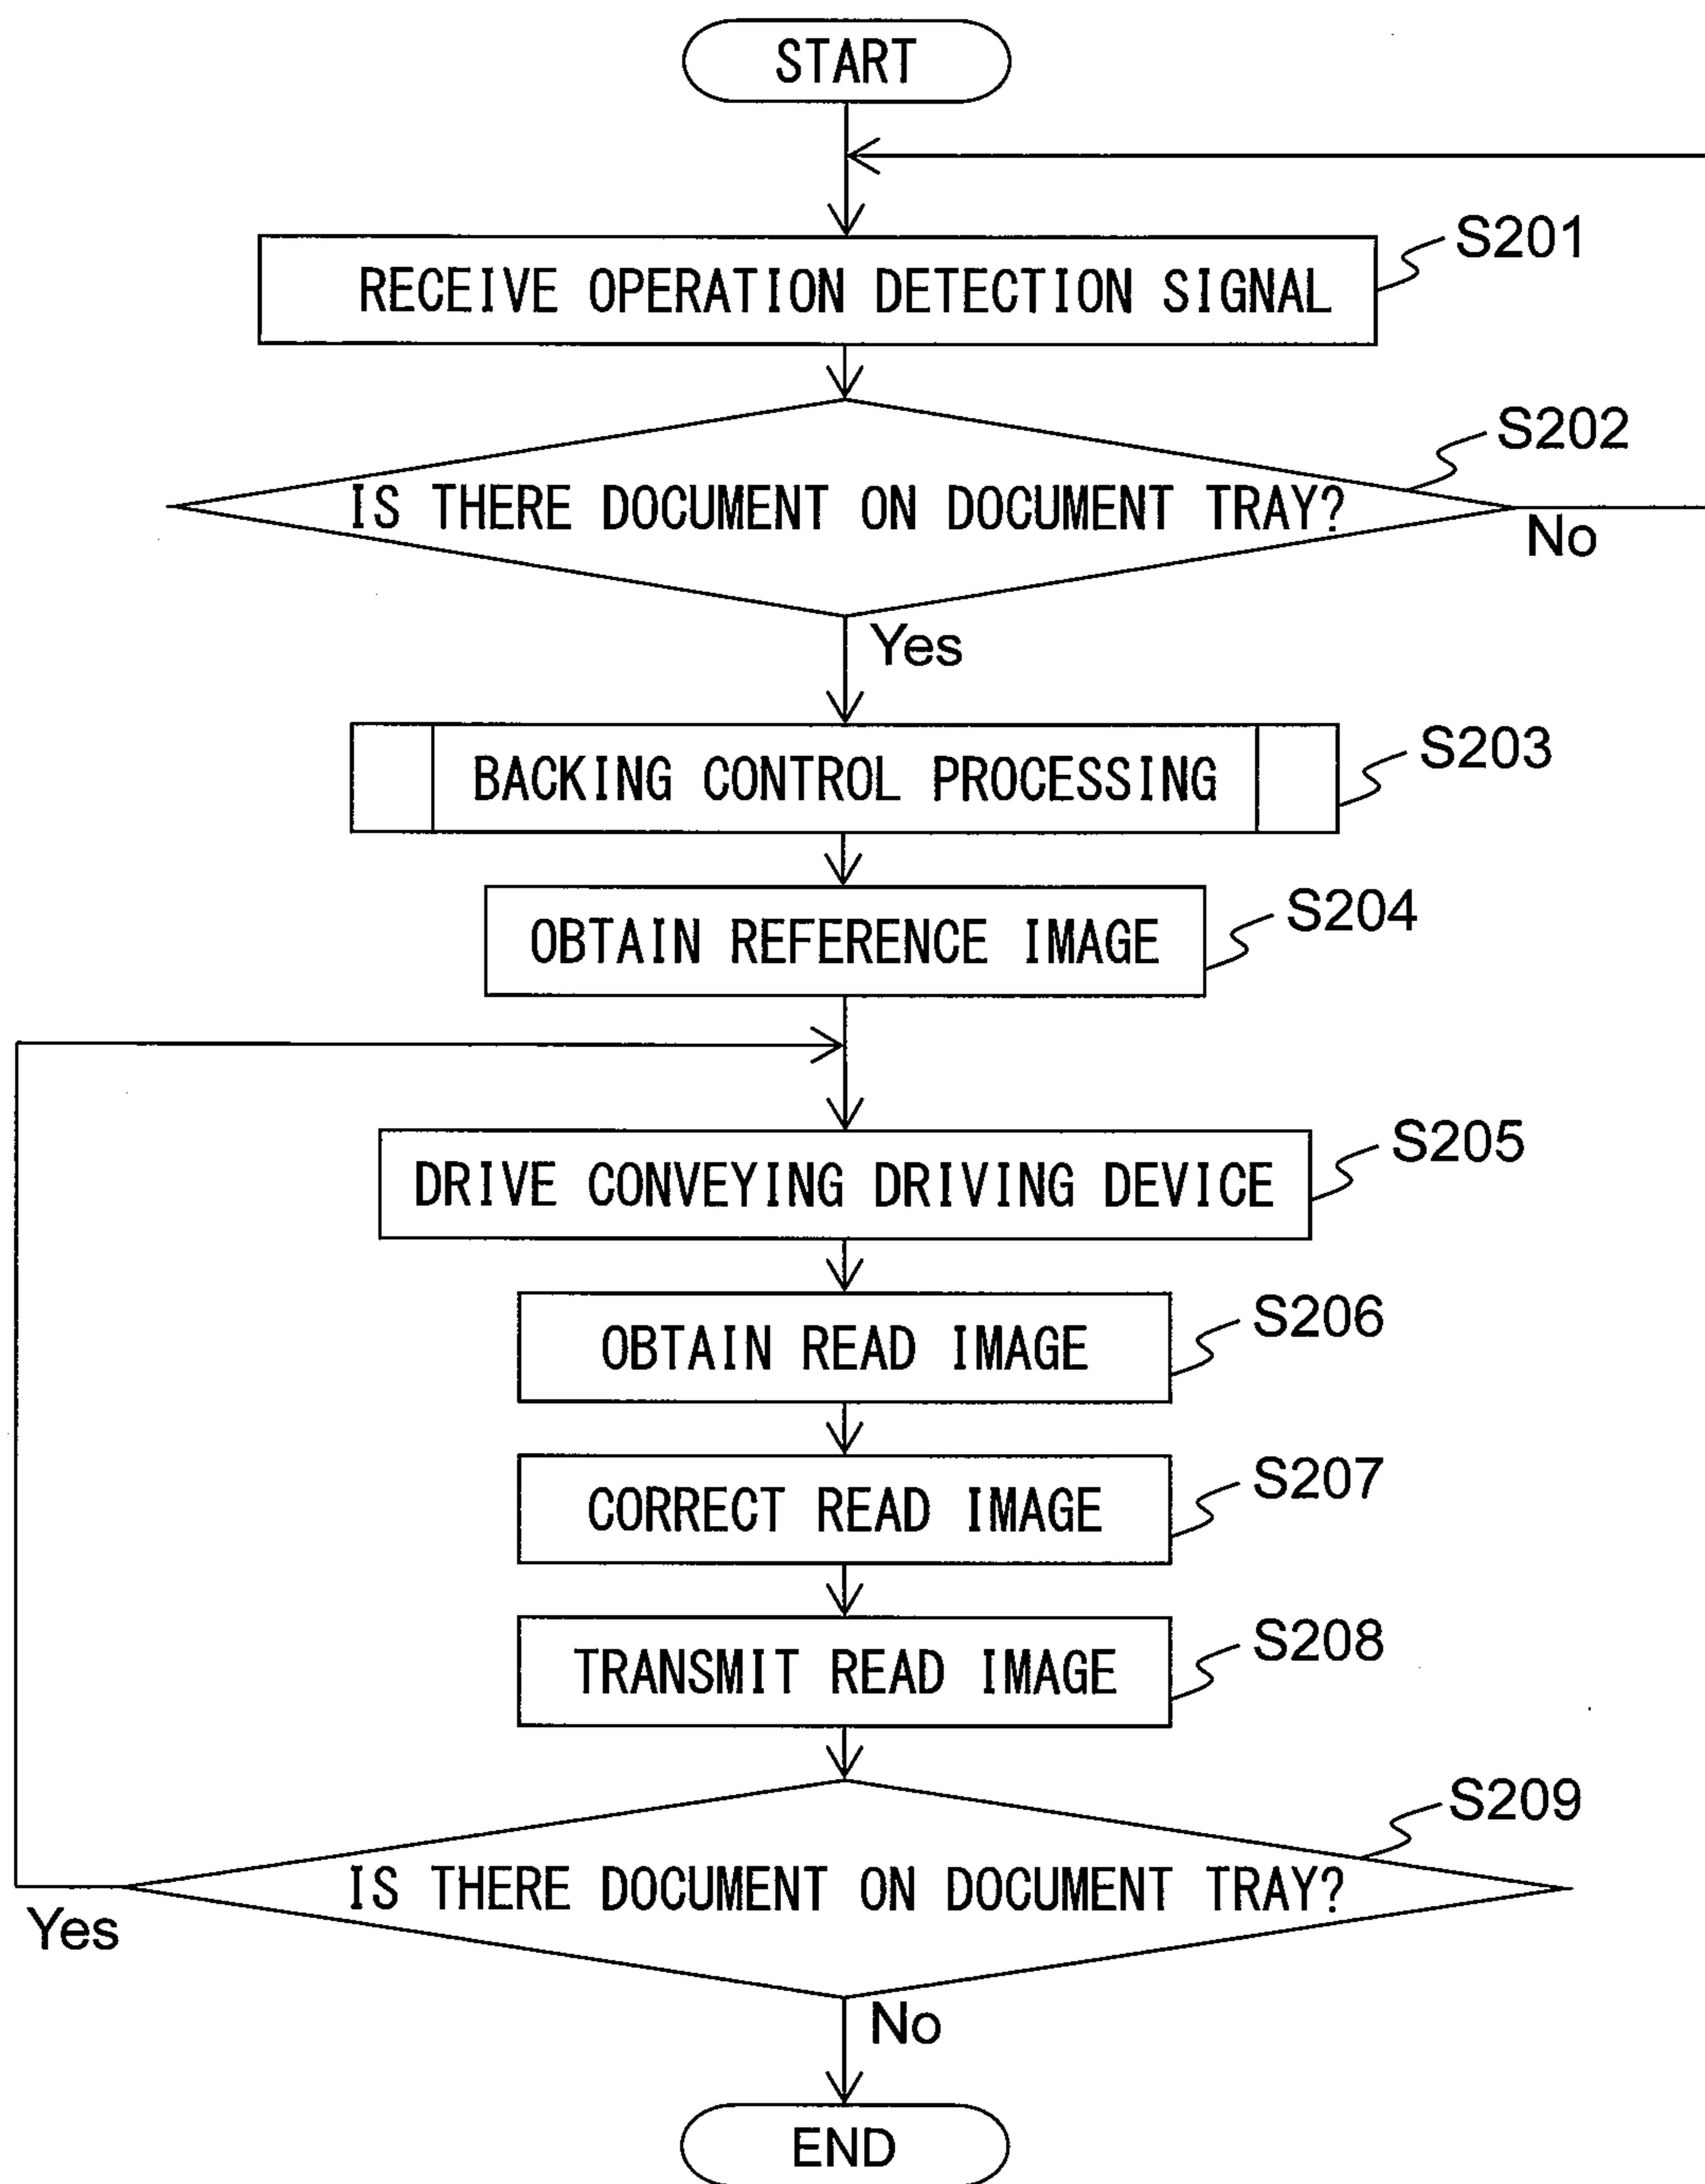 START
S201
RECEIVE OPERATION DETECTION SIGNAL
S202
IS THERE DOCUMENT ON DOCUMENT TRAY?
No
Yes
S203
BACKING CONTROL PROCESSING
S204
OBTAIN REFERENCE IMAGE
S205
DRIVE CONVEYING DRIVING DEVICE
S206
OBTAIN READ IMAGE
S207
CORRECT READ IMAGE
S208
TRANSMIT READ IMAGE
S209
IS THERE DOCUMENT ON DOCUMENT TRAY?
Yes
No
END